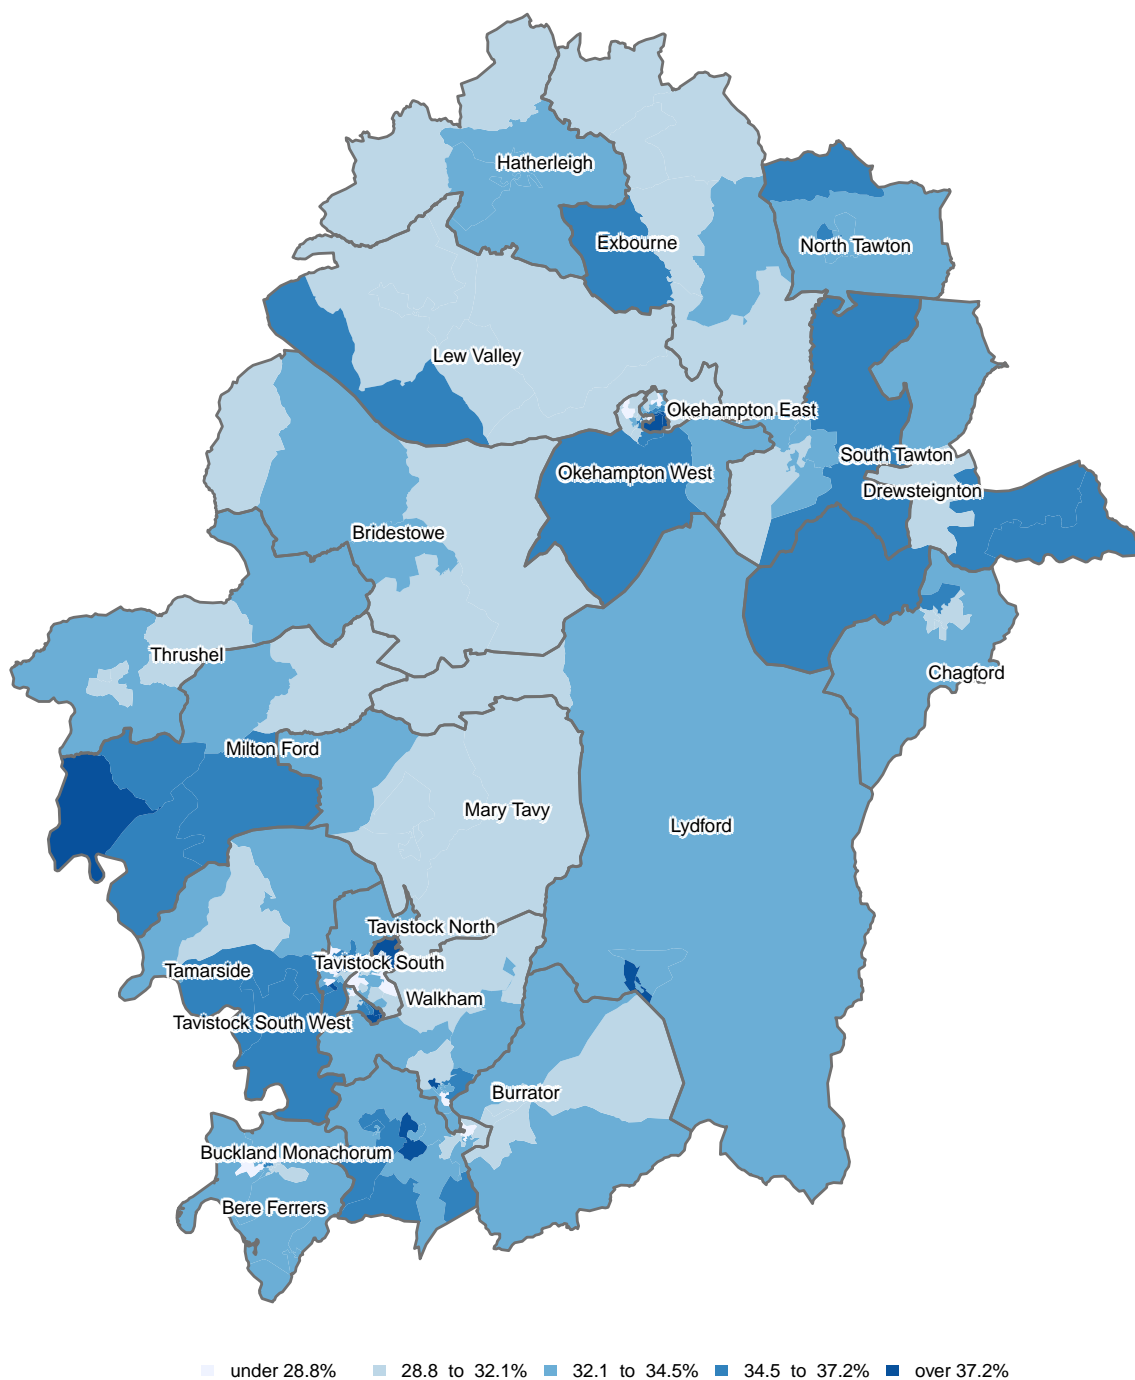 Hatherleigh
Exbourne
North Tawton
Lew Valley
Okehampton East
South Tawton
Okehampton West
Drewsteignton
Bridestowe
Thrushel
Chagford
Milton Ford
Mary Tavy
Lydford
Tavistock North
Tavistock South
Tamarside
Walkham
Tavistock South West
Burrator
Buckland Monachorum
Bere Ferrers
under 28.8% 28.8 to 32.1% 32.1 to 34.5% 34.5 to 37.2% over 37.2%